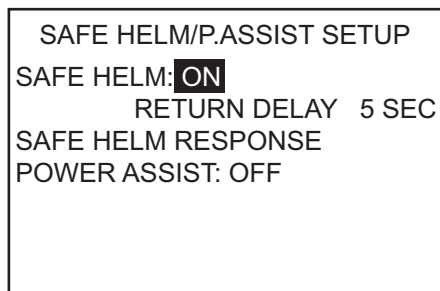 SAFE HELM/P.ASSIST SETUP
SAFE HELM: ON
RETURN DELAY 5 SEC
SAFE HELM RESPONSE
POWER ASSIST: OFF